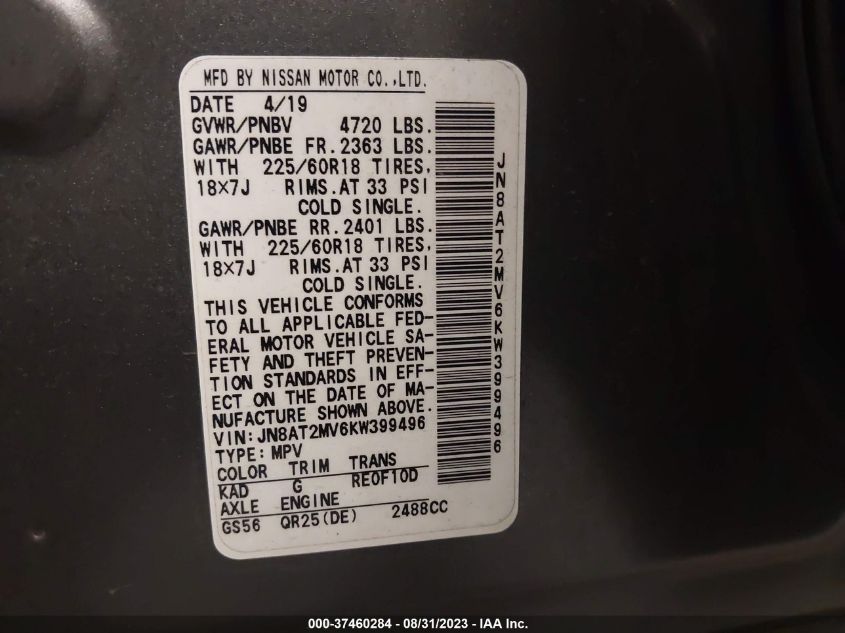 MFD BY NISSAN MOTOR CO.,LTD.
DATE 4/19
GVWR/PNBV 4720 LBS.
GAWR/PNBE FR.2363 LBS.
WITH 225/60R18 TIRES,
18×7J RIMS.AT 33 PSI
COLD SINGLE.
GAWR/PNBE RR.2401 LBS.
WITH 225/60R18 TIRES,
18×7J RIMS.AT 33 PSI
COLD SINGLE.
THIS VEHICLE CONFORMS
TO ALL APPLICABLE FED-
ERAL MOTOR VEHICLE SA-
FETY AND THEFT PREVEN-
TION STANDARDS IN EFF-
ECT ON THE DATE OF MA-
NUFACTURE SHOWN ABOVE.
VIN:JN8AT2MV6KW399496
TYPE:MPV
COLOR TRIM TRANS
KAD G RE0F10D
AXLE ENGINE
GS56 QR25(DE) 2488CC
JN8AT2MV6KW399496
000-37460284 - 08/31/2023 - IAA Inc.